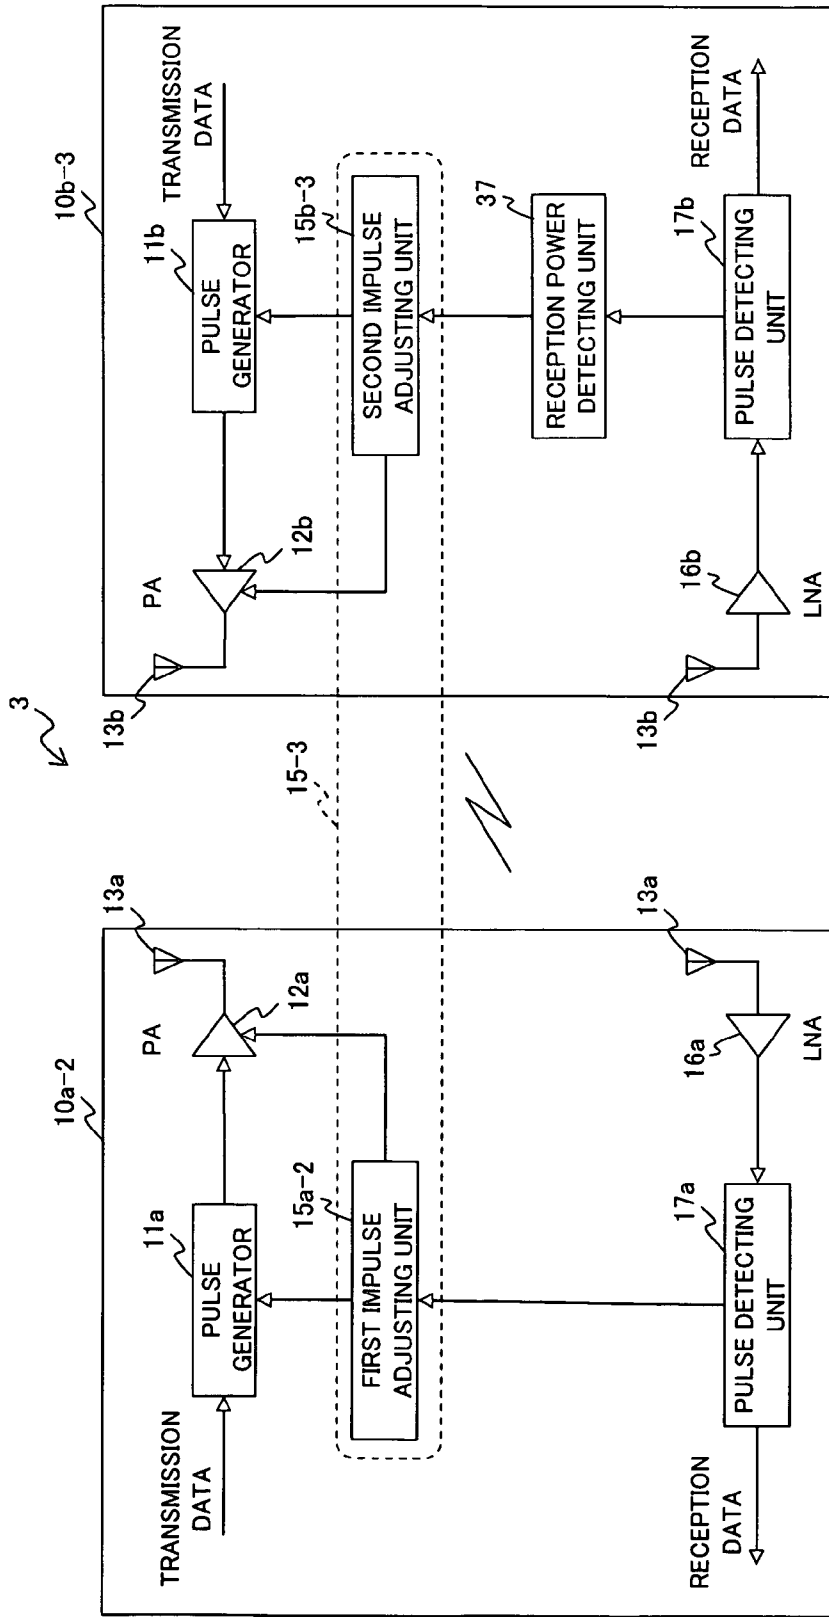 3
10a-2
TRANSMISSION
DATA
11a
PULSE
GENERATOR
PA
12a
13a
15a-2
FIRST IMPULSE
ADJUSTING UNIT
15-3
17a
PULSE DETECTING
UNIT
RECEPTION
DATA
16a
LNA
13a
10b-3
13b
PA
12b
11b
PULSE
GENERATOR
TRANSMISSION
DATA
15b-3
SECOND IMPULSE
ADJUSTING UNIT
37
RECEPTION POWER
DETECTING UNIT
13b
16b
LNA
17b
PULSE DETECTING
UNIT
RECEPTION
DATA